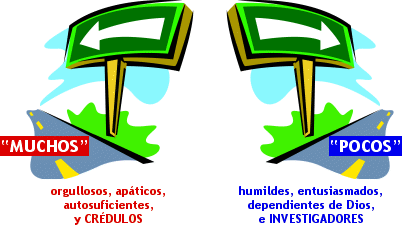 "MUCHOS"
orgullosos, apáticos,
autosuficientes,
y CRÉDULOS
"POCOS"
humildes, entusiasmados,
dependientes de Dios,
e INVESTIGADORES